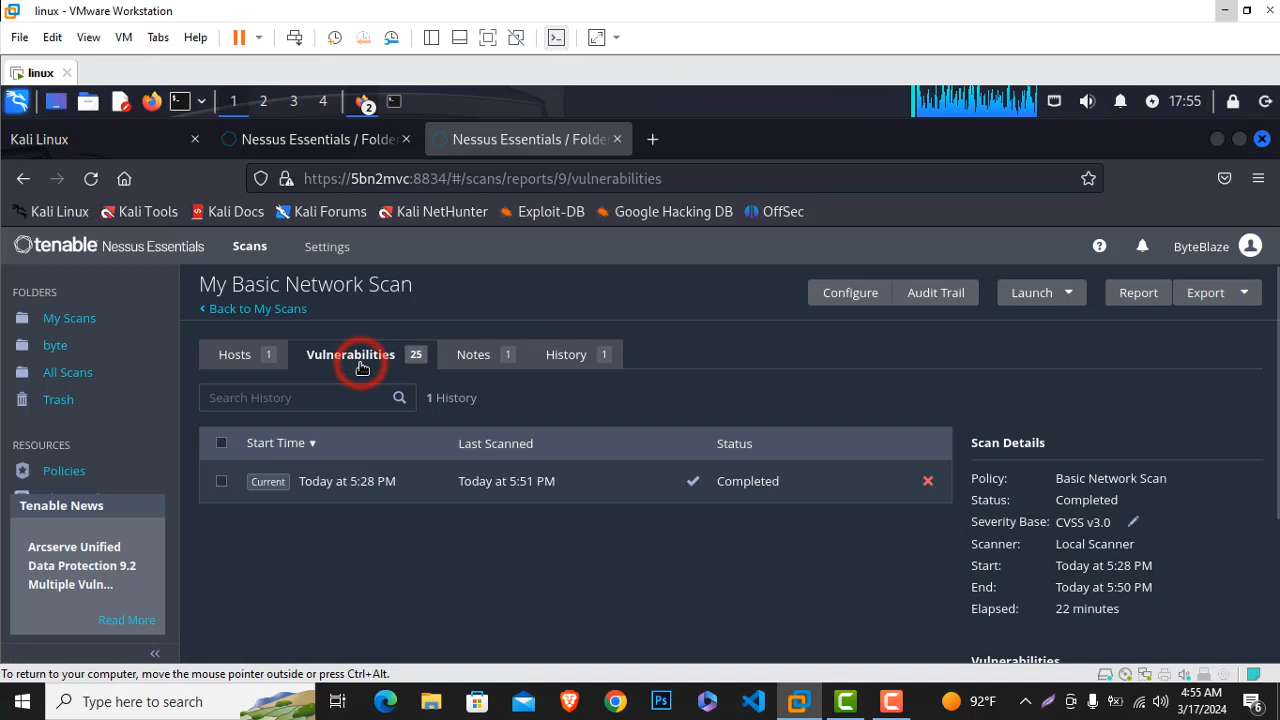 linux - VMware Workstation
File Edit View VM Tabs Help
linux
1 2 3 4 2 17:55
Kali Linux Nessus Essentials / Folde Nessus Essentials / Folde
https://5bn2mvc:8834/#/scans/reports/9/vulnerabilities
Kali Linux Kali Tools Kali Docs Kali Forums Kali NetHunter Exploit-DB Google Hacking DB OffSec
tenable Nessus Essentials Scans Settings ByteBlaze
FOLDERS
My Scans
byte
All Scans
Trash
RESOURCES
Policies
Tenable News
Arcserve Unified
Data Protection 9.2
Multiple Vuln...
Read More
My Basic Network Scan
Back to My Scans
Configure Audit Trail Launch Report Export
Hosts 1 Vulnerabilities 25 Notes 1 History 1
Search History 1 History
Start Time Last Scanned Status
Current Today at 5:28 PM Today at 5:51 PM Completed
Scan Details
Policy: Basic Network Scan
Status: Completed
Severity Base: CVSS v3.0
Scanner: Local Scanner
Start: Today at 5:28 PM
End: Today at 5:50 PM
Elapsed: 22 minutes
Vulnerabilities
To return to your computer, move the mouse pointer outside or press Ctrl+Alt.
Type here to search 92°F 4:55 AM
3/17/2024 6